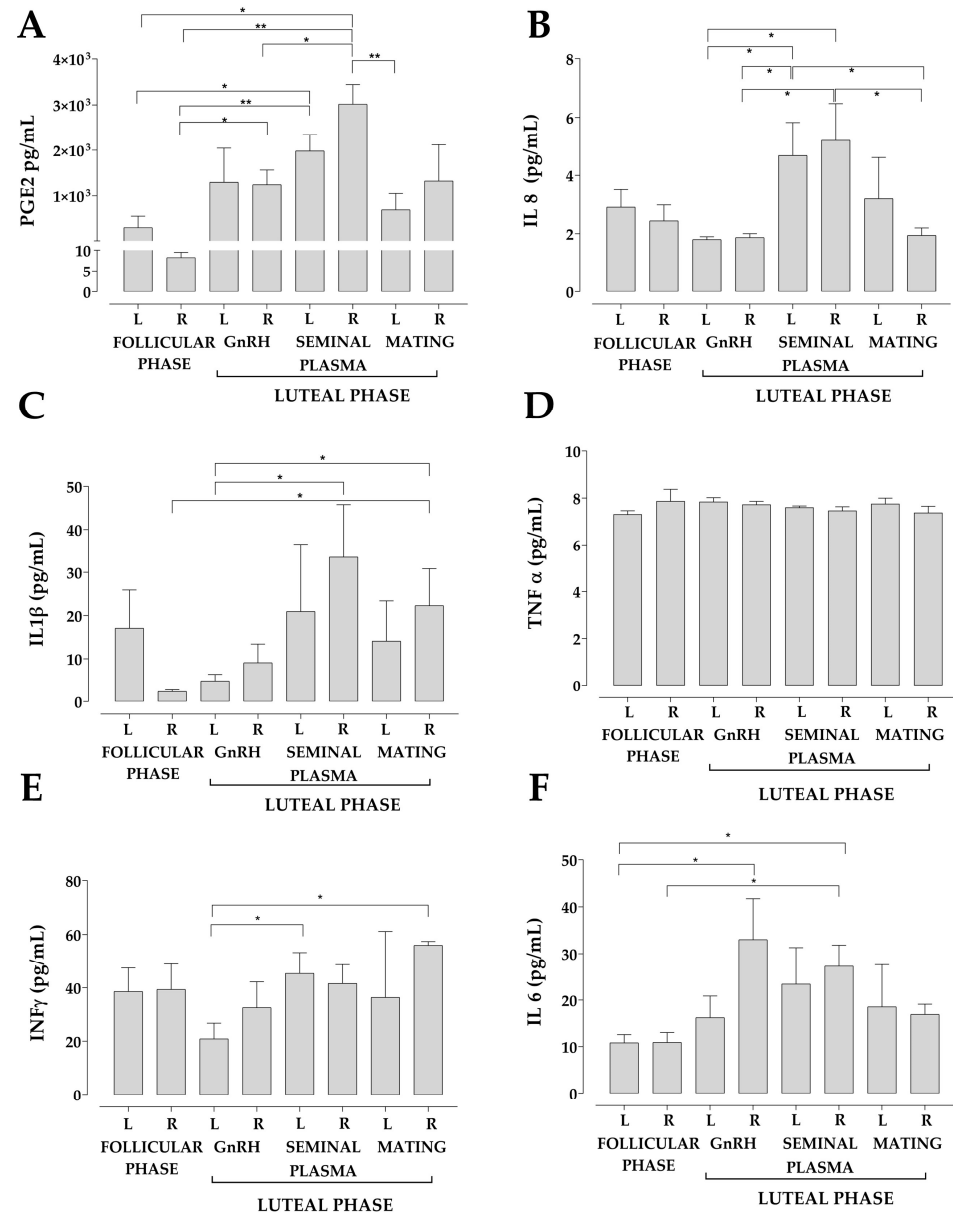 A
*
**
*
**
*
**
*
4×10³
3×10³
2×10³
1×10³
10
5
0
PGE2 pg/mL
L R L R L R L R
FOLLICULAR PHASE
GnRH
SEMINAL PLASMA
MATING
LUTEAL PHASE
B
*
*
*
*
*
*
8
6
4
2
0
IL 8 (pg/mL)
L R L R L R L R
FOLLICULAR PHASE
GnRH
SEMINAL PLASMA
MATING
LUTEAL PHASE
C
*
*
*
50
40
30
20
10
0
IL1β (pg/mL)
L R L R L R L R
FOLLICULAR PHASE
GnRH
SEMINAL PLASMA
MATING
LUTEAL PHASE
D
10
8
6
4
2
0
TNF α (pg/mL)
L R L R L R L R
FOLLICULAR PHASE
GnRH
SEMINAL PLASMA
MATING
LUTEAL PHASE
E
*
*
80
60
40
20
0
INFγ (pg/mL)
L R L R L R L R
FOLLICULAR PHASE
GnRH
SEMINAL PLASMA
MATING
LUTEAL PHASE
F
*
*
*
50
40
30
20
10
0
IL 6 (pg/mL)
L R L R L R L R
FOLLICULAR PHASE
GnRH
SEMINAL PLASMA
MATING
LUTEAL PHASE